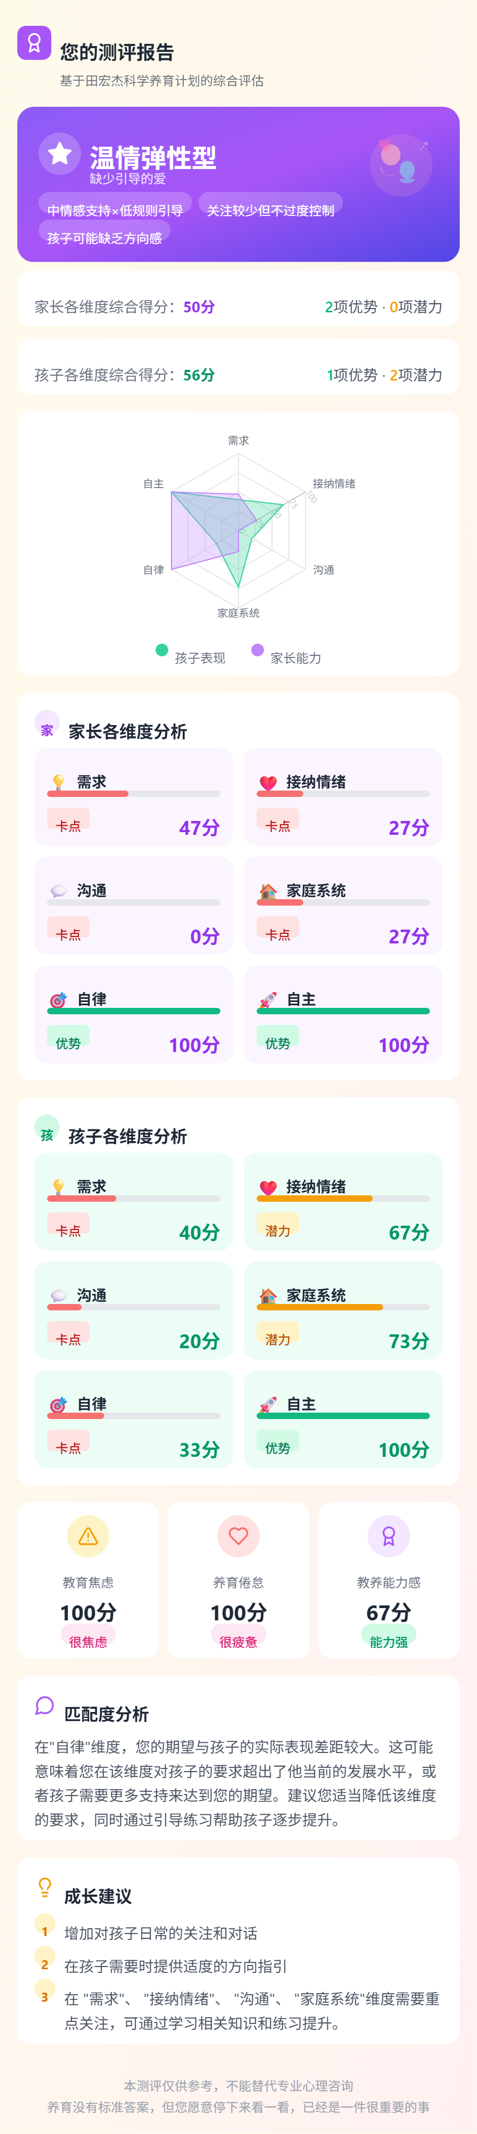 您的测评报告
基于田宏杰科学养育计划的综合评估
温情弹性型
缺少引导的爱
中情感支持×低规则引导
关注较少但不过度控制
孩子可能缺乏方向感
家长各维度综合得分：50分
2项优势 · 0项潜力
孩子各维度综合得分：56分
1项优势 · 2项潜力
需求
接纳情绪
沟通
家庭系统
自律
自主
75
100
孩子表现
家长能力
家
家长各维度分析
需求
卡点
47分
接纳情绪
卡点
27分
沟通
卡点
0分
家庭系统
卡点
27分
自律
优势
100分
自主
优势
100分
孩
孩子各维度分析
需求
卡点
40分
接纳情绪
潜力
67分
沟通
卡点
20分
家庭系统
潜力
73分
自律
卡点
33分
自主
优势
100分
教育焦虑
100分
很焦虑
养育倦怠
100分
很疲惫
教养能力感
67分
能力强
匹配度分析
在"自律"维度，您的期望与孩子的实际表现差距较大。这可能
意味着您在该维度对孩子的要求超出了他当前的发展水平，或
者孩子需要更多支持来达到您的期望。建议您适当降低该维度
的要求，同时通过引导练习帮助孩子逐步提升。
成长建议
1 增加对孩子日常的关注和对话
2 在孩子需要时提供适度的方向指引
3 在 "需求"、 "接纳情绪"、 "沟通"、 "家庭系统"维度需要重
点关注，可通过学习相关知识和练习提升。
本测评仅供参考，不能替代专业心理咨询
养育没有标准答案，但您愿意停下来看一看，已经是一件很重要的事